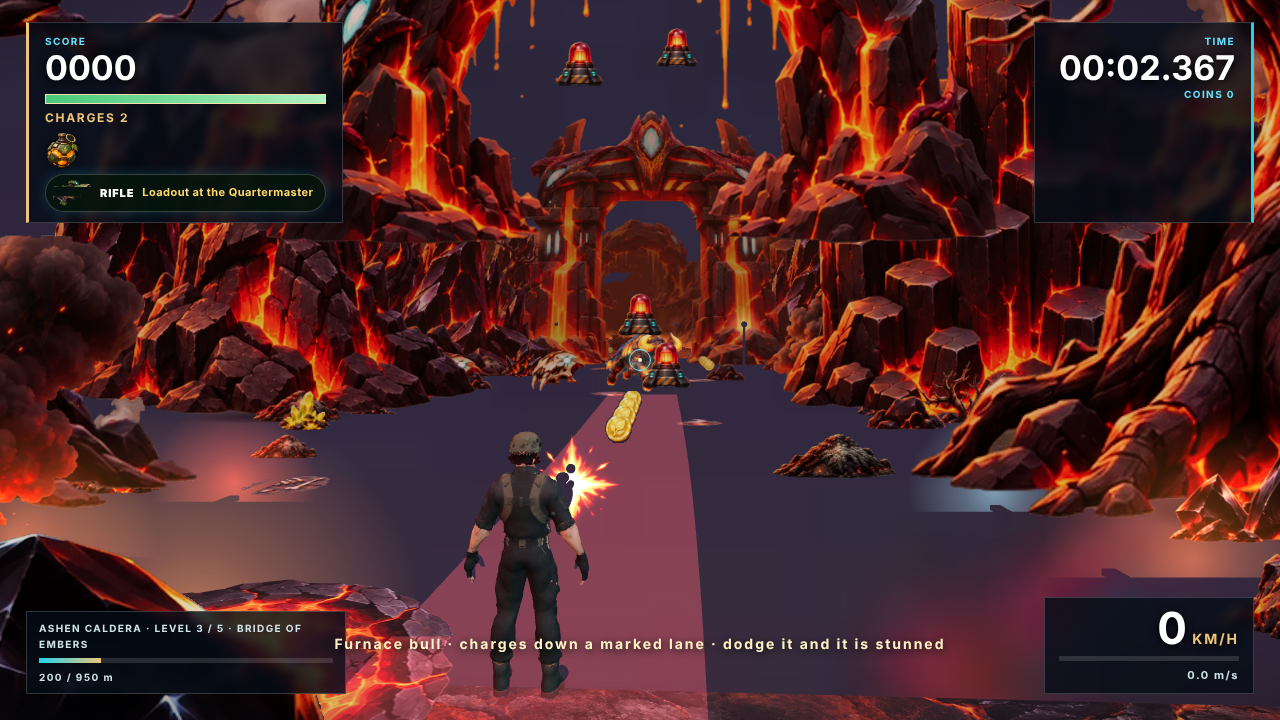 SCORE
0000
CHARGES 2
RIFLE Loadout at the Quartermaster
TIME
00:02.367
COINS 0
ASHEN CALDERA · LEVEL 3 / 5 · BRIDGE OF
EMBERS
200 / 950 m
Furnace bull · charges down a marked lane · dodge it and it is stunned
0 KM/H
0.0 m/s